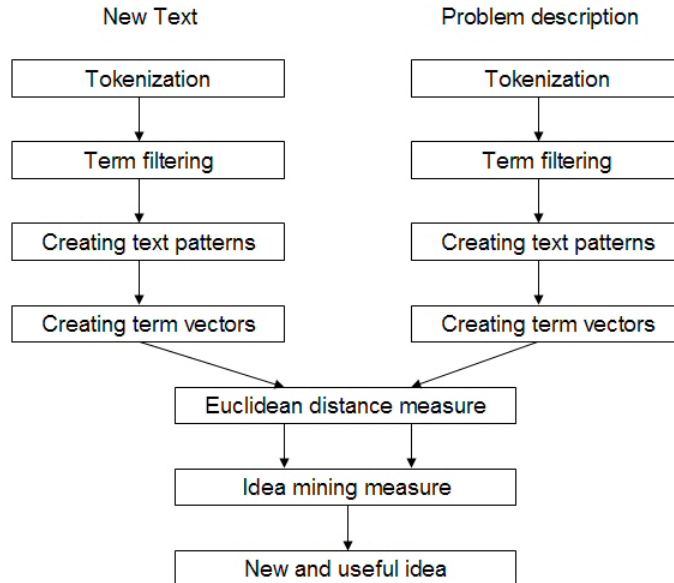 New Text
Problem description
Tokenization
Tokenization
Term filtering
Term filtering
Creating text patterns
Creating text patterns
Creating term vectors
Creating term vectors
Euclidean distance measure
Idea mining measure
New and useful idea